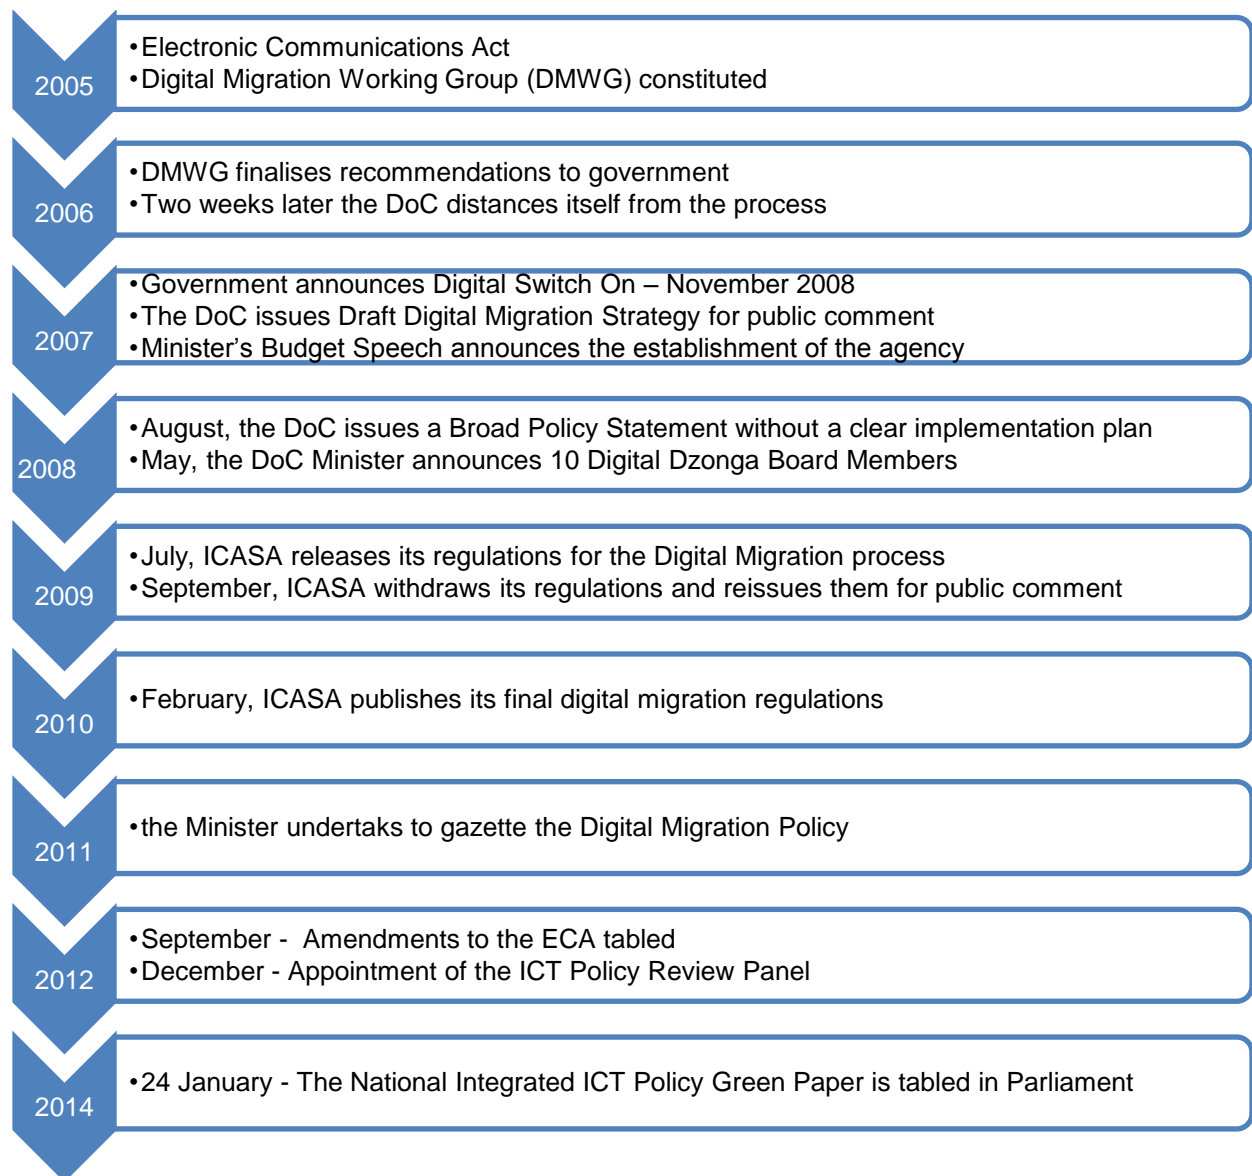 2005
•Electronic Communications Act
•Digital Migration Working Group (DMWG) constituted
2006
•DMWG finalises recommendations to government
•Two weeks later the DoC distances itself from the process
2007
•Government announces Digital Switch On – November 2008
•The DoC issues Draft Digital Migration Strategy for public comment
•Minister’s Budget Speech announces the establishment of the agency
2008
•August, the DoC issues a Broad Policy Statement without a clear implementation plan
•May, the DoC Minister announces 10 Digital Dzonga Board Members
2009
•July, ICASA releases its regulations for the Digital Migration process
•September, ICASA withdraws its regulations and reissues them for public comment
2010
•February, ICASA publishes its final digital migration regulations
2011
•the Minister undertaks to gazette the Digital Migration Policy
2012
•September - Amendments to the ECA tabled
•December - Appointment of the ICT Policy Review Panel
2014
•24 January - The National Integrated ICT Policy Green Paper is tabled in Parliament